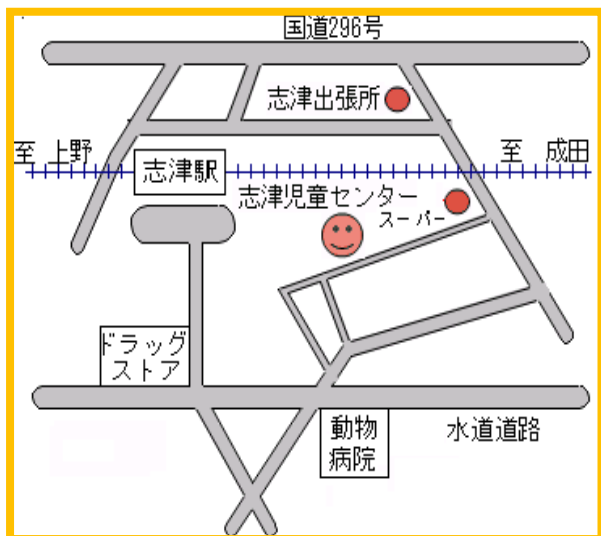 国道296号
志津出張所
至 上野
至 成田
志津駅
志津児童センター
スーパー
ドラッグ
ストア
動物
病院
水道道路